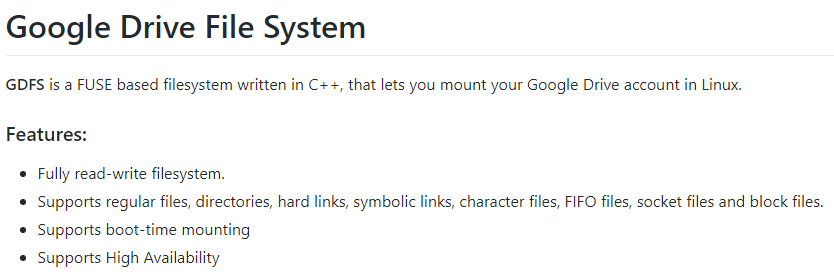 Google Drive File System
GDFS is a FUSE based filesystem written in C++, that lets you mount your Google Drive account in Linux.
Features:
• Fully read-write filesystem.
• Supports regular files, directories, hard links, symbolic links, character files, FIFO files, socket files and block files.
• Supports boot-time mounting
• Supports High Availability